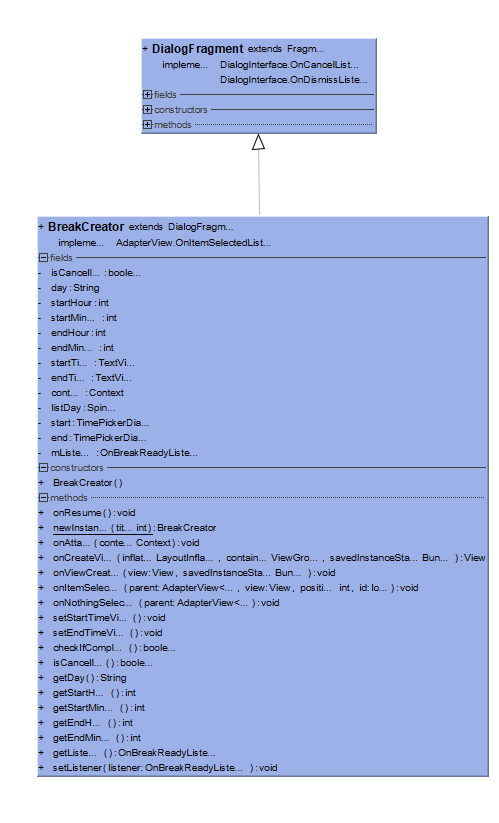 + DialogFragment extends Fragm...
impleme... DialogInterface.OnCancelList...
DialogInterface.OnDismissListe...
fields
constructors
methods
+ BreakCreator extends DialogFragm...
impleme... AdapterView.OnItemSelectedList...
fields
- isCancell... :boole...
- day:String
- startHour:int
- startMin... :int
- endHour:int
- endMin... :int
- startTi... :TextVi...
- endTi... :TextVi...
- cont... :Context
- listDay:Spin...
- start:TimePickerDia...
- end:TimePickerDia...
- mListe... :OnBreakReadyListe...
constructors
+ BreakCreator()
methods
+ onResume():void
+ newInstan... (tit... int):BreakCreator
+ onAtta... (conte... Context):void
+ onCreateVi... (inflat... LayoutInfla... , contain... ViewGro... , savedInstanceSta... Bun... ):View
+ onViewCreat... (view:View, savedInstanceSta... Bun... ):void
+ onItemSelec... (parent:AdapterView<... , view:View, positi... int, id:lo... ):void
+ onNothingSelec... (parent:AdapterView<... ):void
+ setStartTimeVi... ():void
+ setEndTimeVi... ():void
+ checkIfCompl... ():boole...
+ isCancell... ():boole...
+ getDay():String
+ getStartH... ():int
+ getStartMin... ():int
+ getEndH... ():int
+ getEndMin... ():int
+ getListe... ():OnBreakReadyListe...
+ setListener(listener:OnBreakReadyListe... ):void